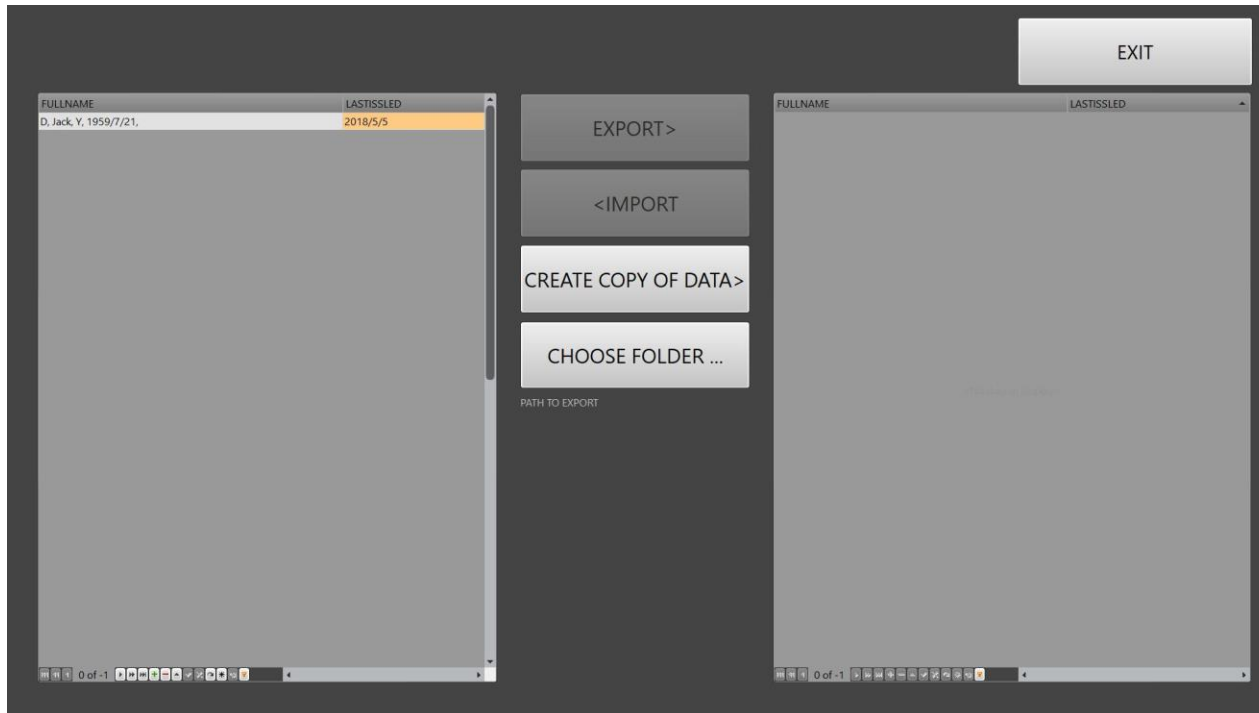 EXIT
FULLNAME LASTISSLED
D, Jack, Y, 1959/7/21, 2018/5/5
EXPORT>
<IMPORT
CREATE COPY OF DATA>
CHOOSE FOLDER ...
PATH TO EXPORT
0 of -1
FULLNAME LASTISSLED
0 of -1